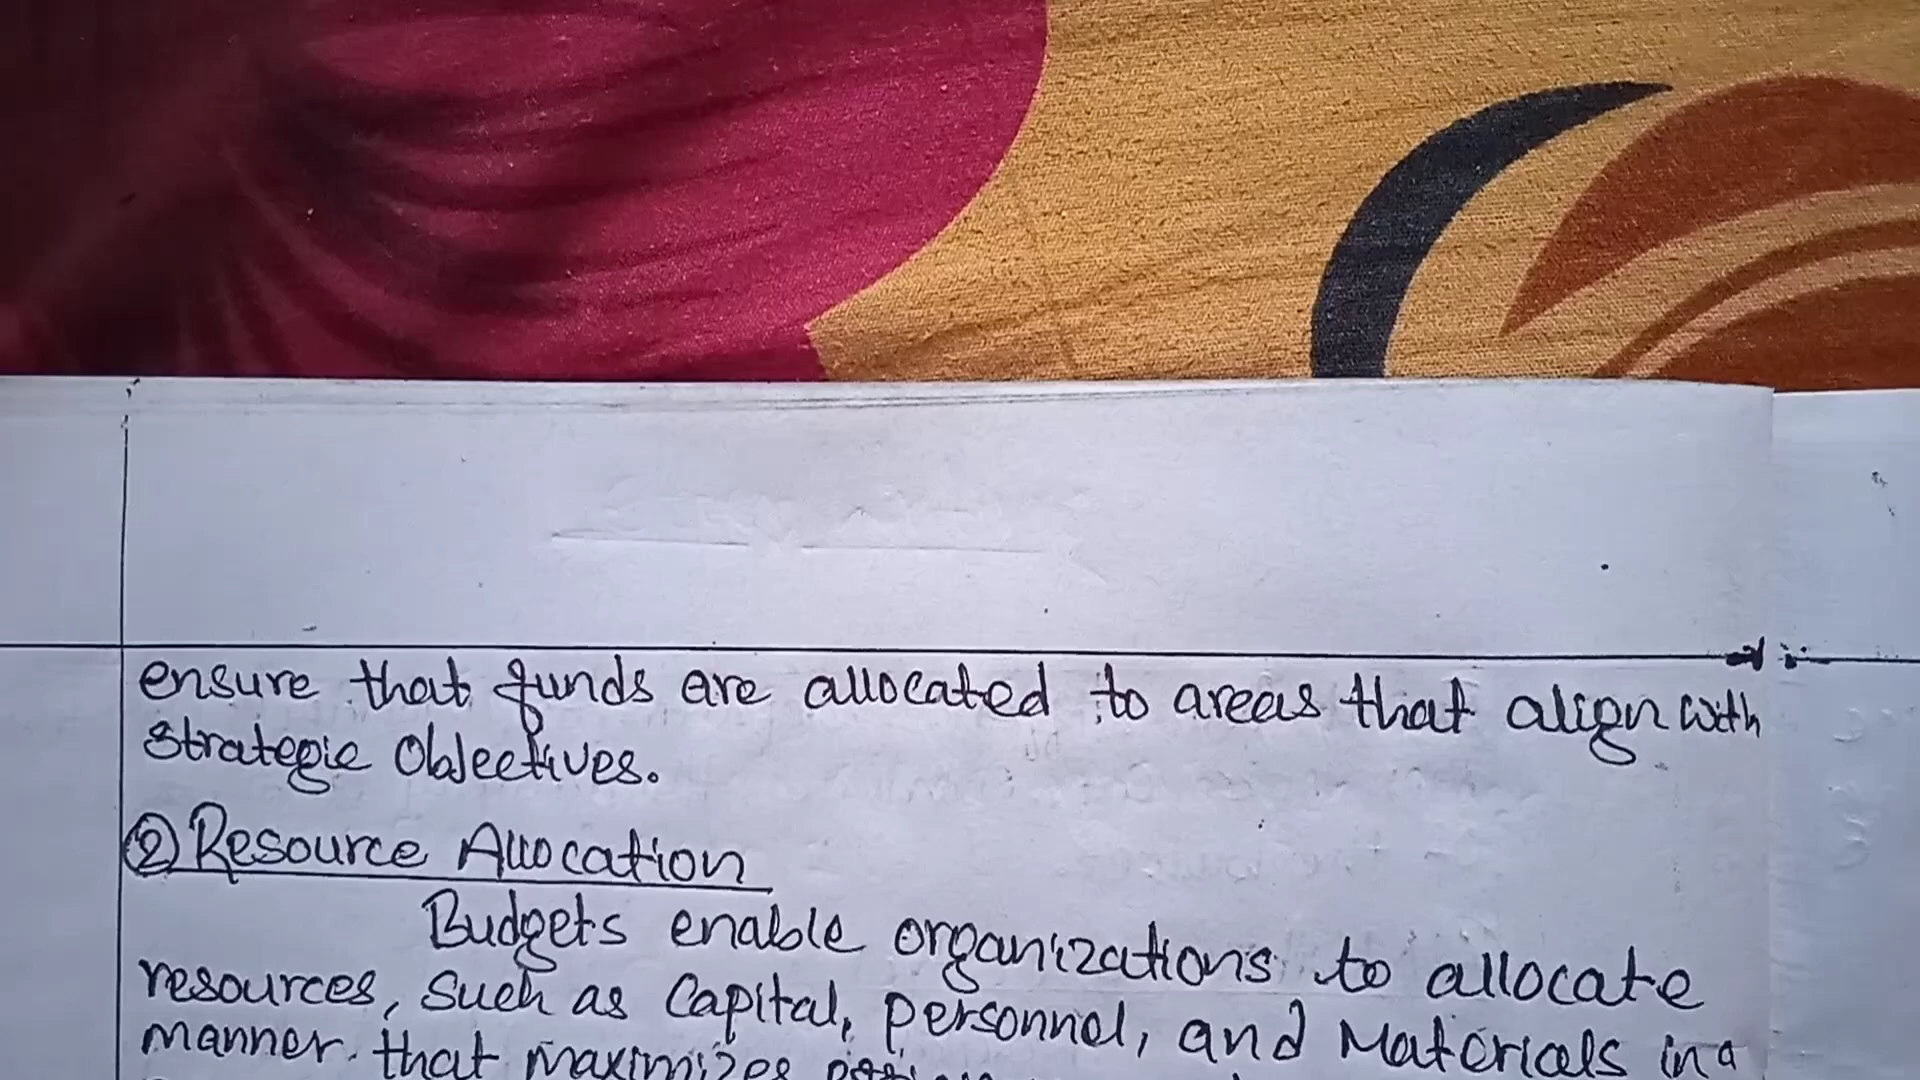 ensure that funds are allocated to areas that align with
strategic Objectives.
② Resource Allocation
Budgets enable organizations to allocate
resources, such as Capital, personnel, and Materials in a
manner that maximizes